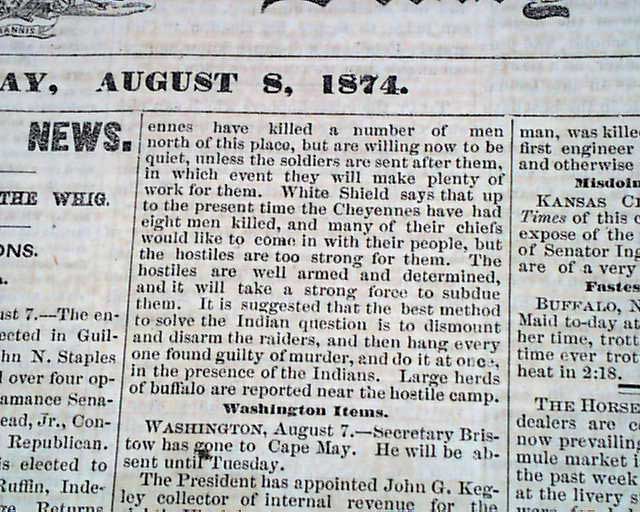 ANNIS
AY, AUGUST 8, 1874.
NEWS.
THE WHIG.
ONS.
ust 7.—The en-
ected in Guil-
hn N. Staples
l over four op-
amance Sena-
ead, Jr., Con-
Republican.
is elected to
Ruffin, Inde-
Returns
ennes have killed a number of men
north of this place, but are willing now to be
quiet, unless the soldiers are sent after them,
in which event they will make plenty of
work for them. White Shield says that up
to the present time the Cheyennes have had
eight men killed, and many of their chiefs
would like to come in with their people, but
the hostiles are too strong for them. The
hostiles are well armed and determined,
and it will take a strong force to subdue
them. It is suggested that the best method
to solve the Indian question is to dismount
and disarm the raiders, and then hang every
one found guilty of murder, and do it at once,
in the presence of the Indians. Large herds
of buffalo are reported near the hostile camp.
Washington Items.
WASHINGTON, August 7.—Secretary Bris-
tow has gone to Cape May. He will be ab-
sent until Tuesday.
The President has appointed John G. Keg-
ley collector of internal revenue for the
man, was kille
first engineer
and otherwise
Misdoin
KANSAS CI
Times of this c
expose of the
of Senator Ing
are of a very
Fastes
BUFFALO, N
Maid to-day at
her time, trott
time ever trot
heat in 2:18.
THE HORSE
dealers are co
now prevailing
mule market i
the past week
at the livery s